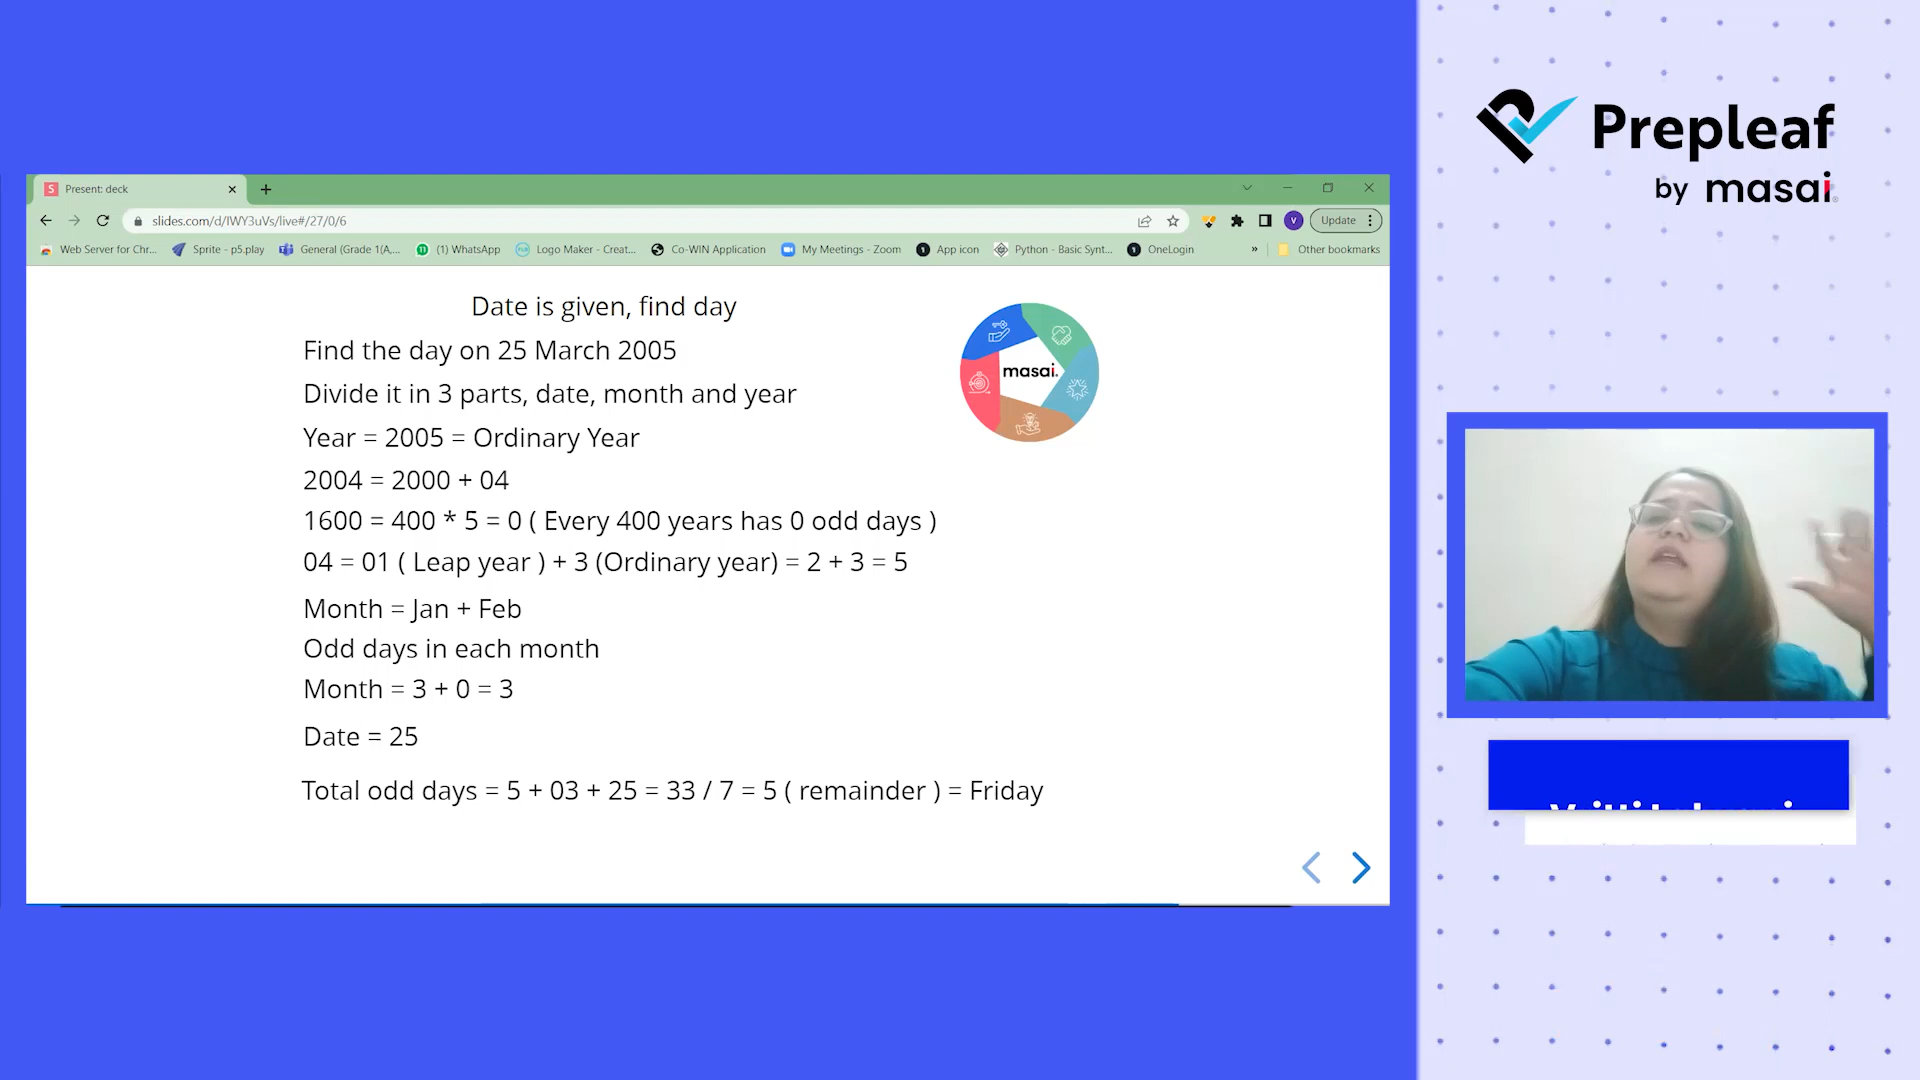 Present: deck
slides.com/d/IWY3uVs/live#/27/0/6
Update
Web Server for Chr...
Sprite - p5.play
General (Grade 1(A,...
(1) WhatsApp
Logo Maker - Creat...
Co-WIN Application
My Meetings - Zoom
App icon
Python - Basic Synt...
OneLogin
»
Other bookmarks
Date is given, find day
Find the day on 25 March 2005
Divide it in 3 parts, date, month and year
Year = 2005 = Ordinary Year
2004 = 2000 + 04
1600 = 400 * 5 = 0 ( Every 400 years has 0 odd days )
04 = 01 ( Leap year ) + 3 (Ordinary year) = 2 + 3 = 5
Month = Jan + Feb
Odd days in each month
Month = 3 + 0 = 3
Date = 25
Total odd days = 5 + 03 + 25 = 33 / 7 = 5 ( remainder ) = Friday
masai.
Prepleaf
by masai